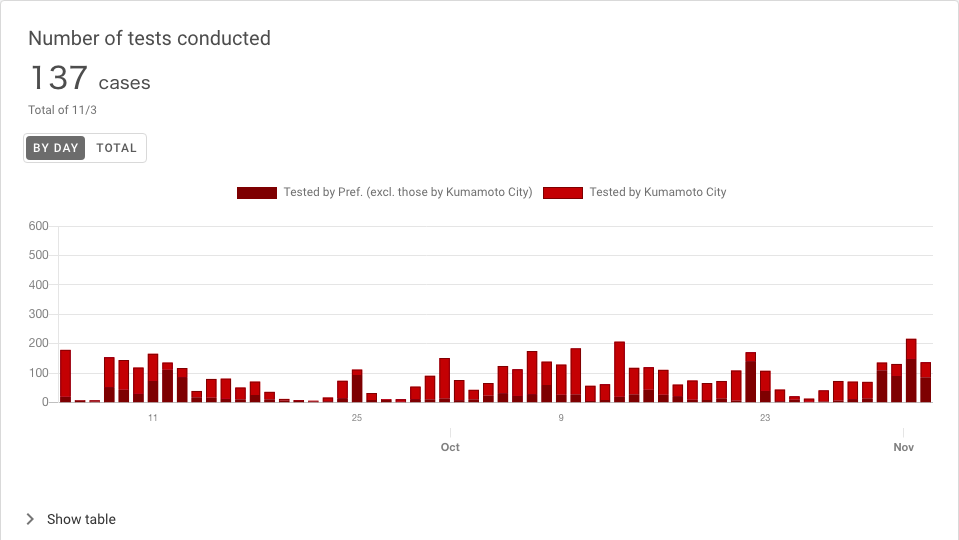 Number of tests conducted
137 cases
Total of 11/3
BY DAY TOTAL
Tested by Pref. (excl. those by Kumamoto City) Tested by Kumamoto City
600
500
400
300
200
100
0
11 25 9 23
Oct Nov
Show table